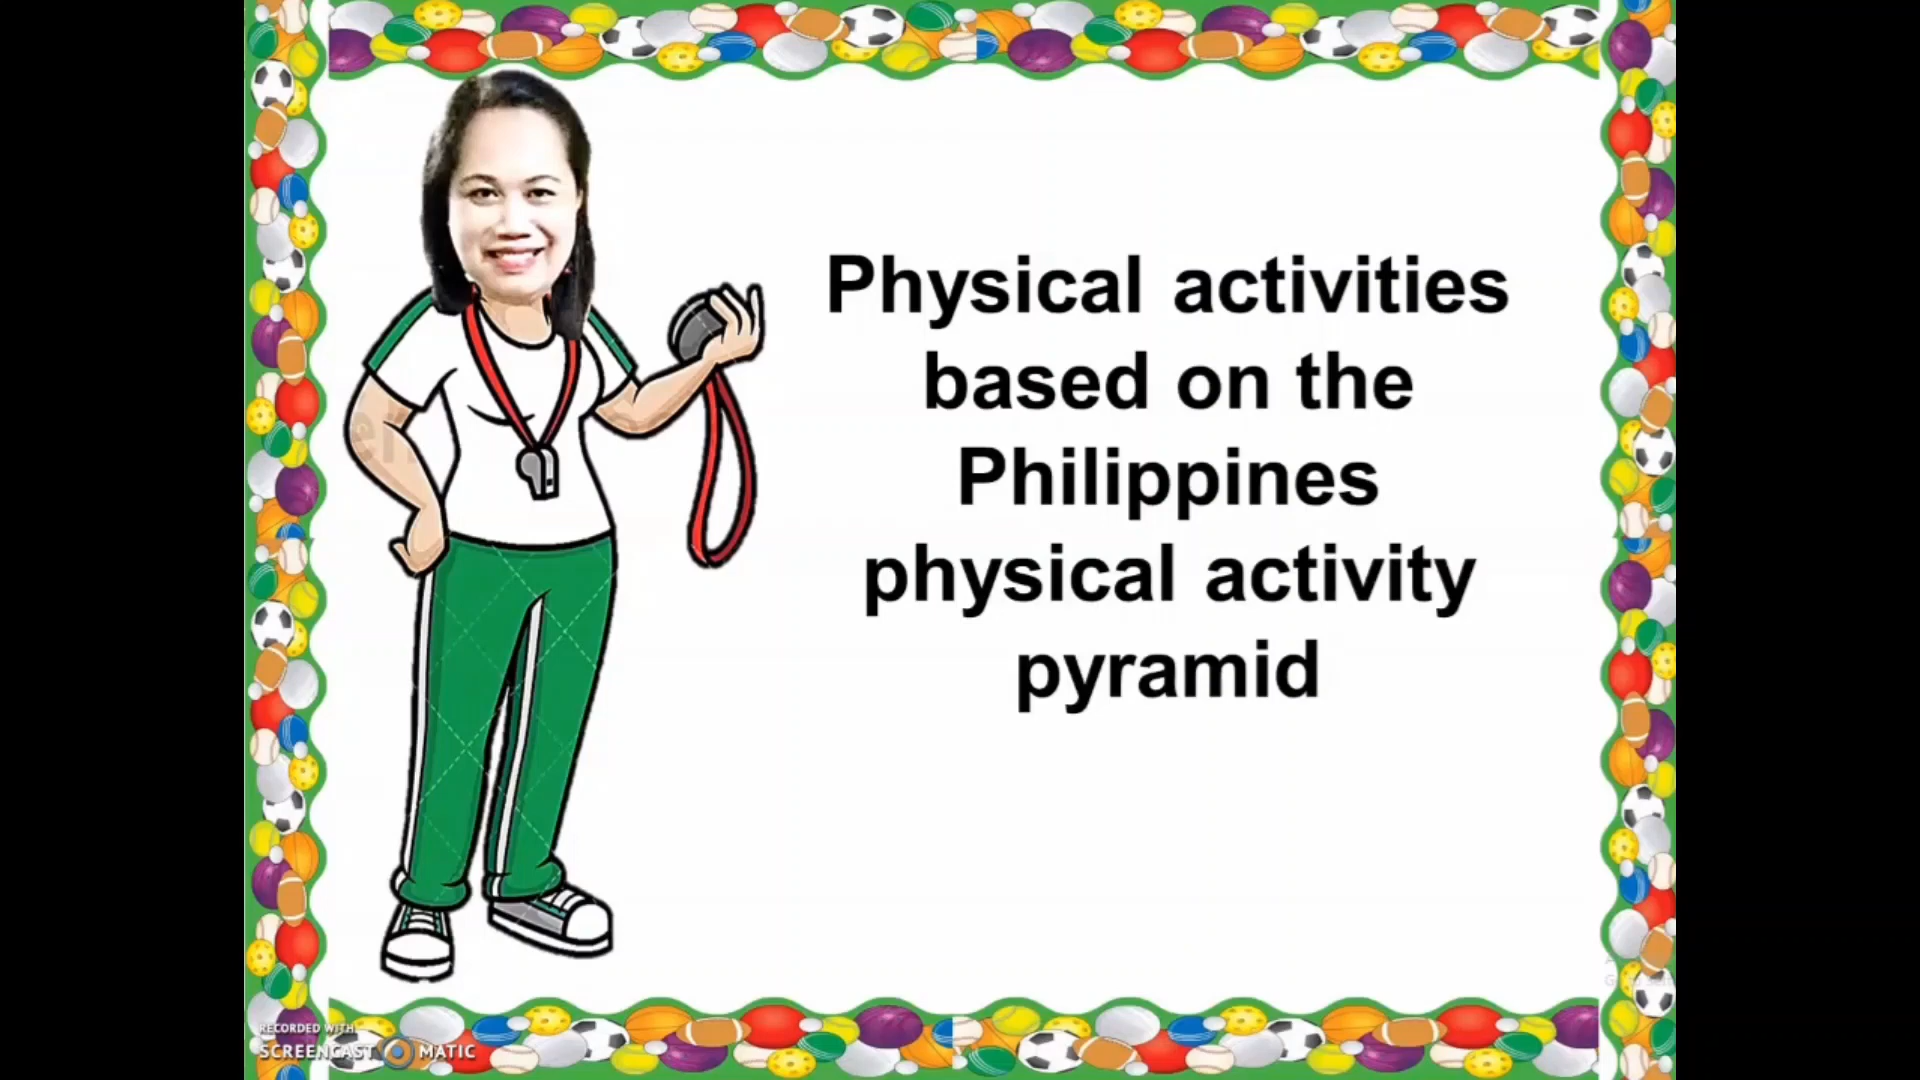 Physical activities
based on the
Philippines
physical activity
pyramid
RECORDED WITH
SCREENCAST MATIC